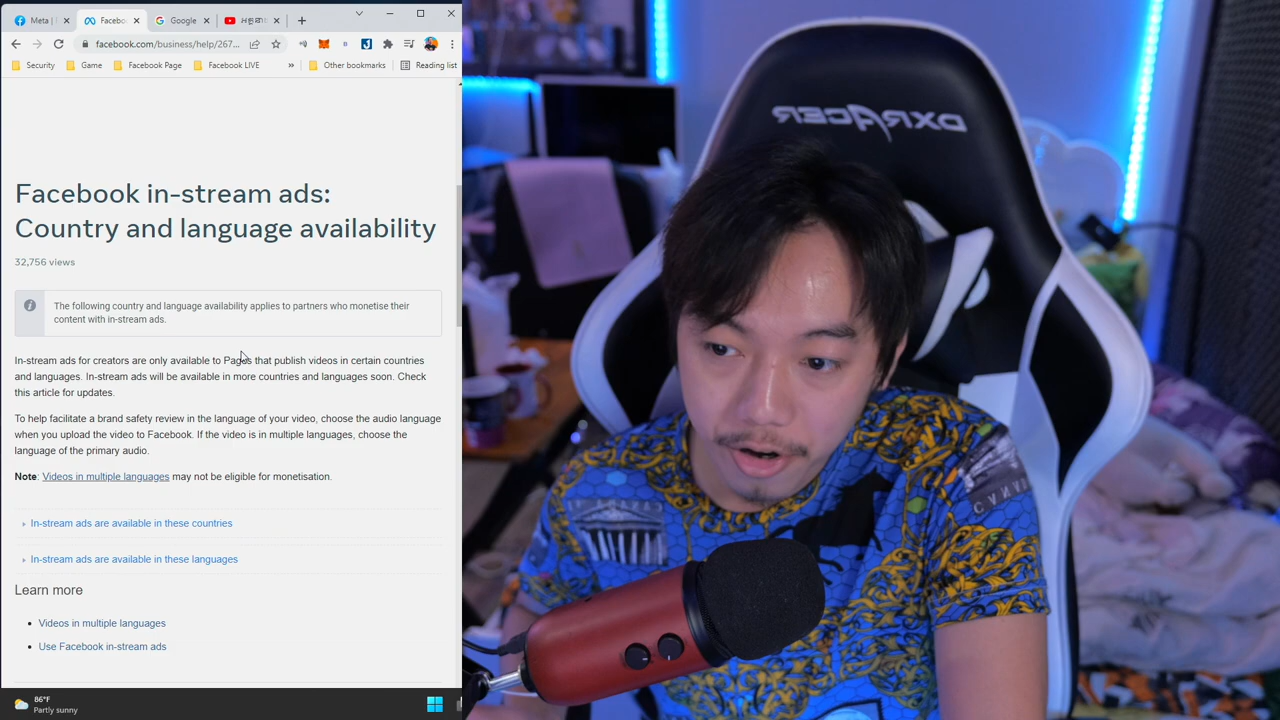 Meta |
Facebo
Google
YouTube អត្ថនា
facebook.com/business/help/267...
Security
Game
Facebook Page
Facebook LIVE
»
Other bookmarks
Reading list
Facebook in-stream ads:
Country and language availability
32,756 views
The following country and language availability applies to partners who monetise their
content with in-stream ads.
In-stream ads for creators are only available to Pages that publish videos in certain countries
and languages. In-stream ads will be available in more countries and languages soon. Check
this article for updates.
To help facilitate a brand safety review in the language of your video, choose the audio language
when you upload the video to Facebook. If the video is in multiple languages, choose the
language of the primary audio.
Note: Videos in multiple languages may not be eligible for monetisation.
In-stream ads are available in these countries
In-stream ads are available in these languages
Learn more
Videos in multiple languages
Use Facebook in-stream ads
86°F
Partly sunny
DXRACER